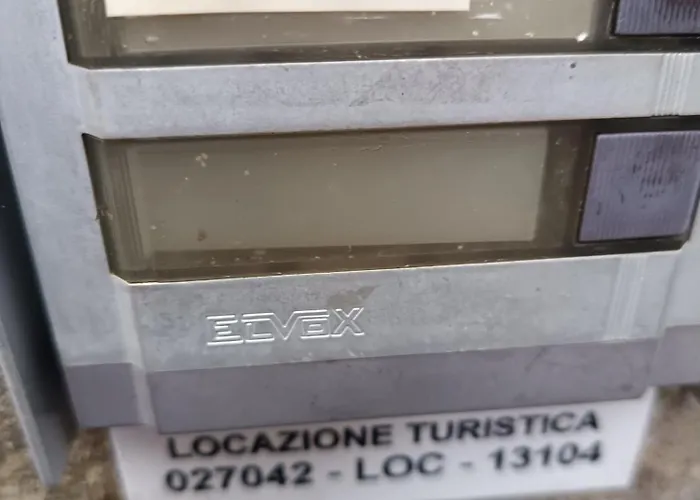 ELVOX
LOCAZIONE TURISTICA
027042 - LOC - 13104